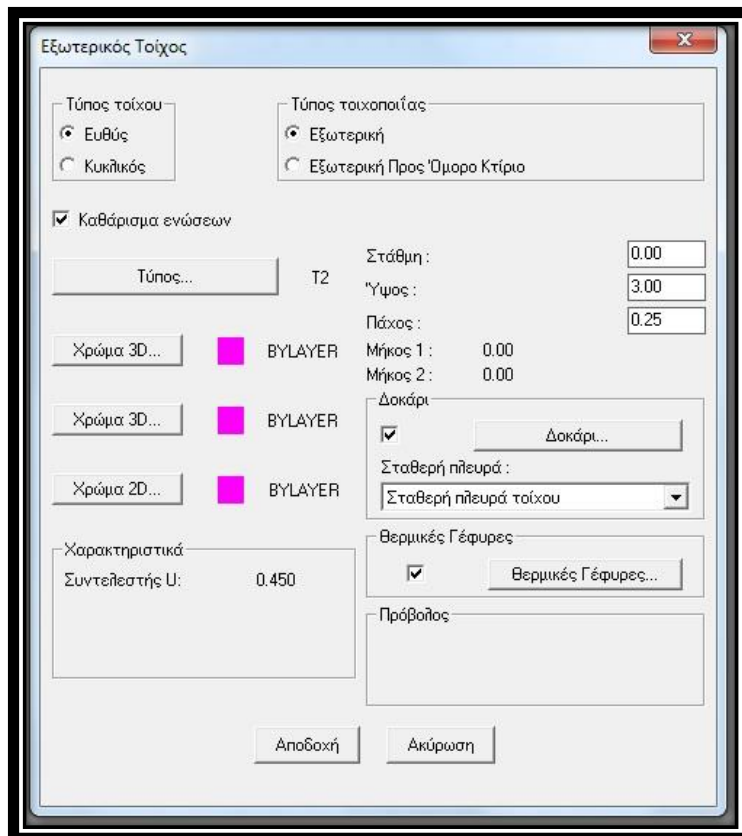 Εξωτερικός Τοίχος
Τύπος τοίχου
Ευθύς
Κυκλικός
Τύπος τοιχοποιΐας
Εξωτερική
Εξωτερική Προς Όμορο Κτίριο
Καθάρισμα ενώσεων
Τύπος...
T2
Στάθμη :
0.00
Ύψος :
3.00
Πάχος :
0.25
Μήκος 1 :
0.00
Μήκος 2 :
0.00
Χρώμα 3D...
BYLAYER
Χρώμα 3D...
BYLAYER
Χρώμα 2D...
BYLAYER
Δοκάρι
Δοκάρι...
Σταθερή πλευρά :
Σταθερή πλευρά τοίχου
Χαρακτηριστικά
Συντελεστής U:
0.450
Θερμικές Γέφυρες
Θερμικές Γέφυρες...
Πρόβολος
Αποδοχή
Ακύρωση